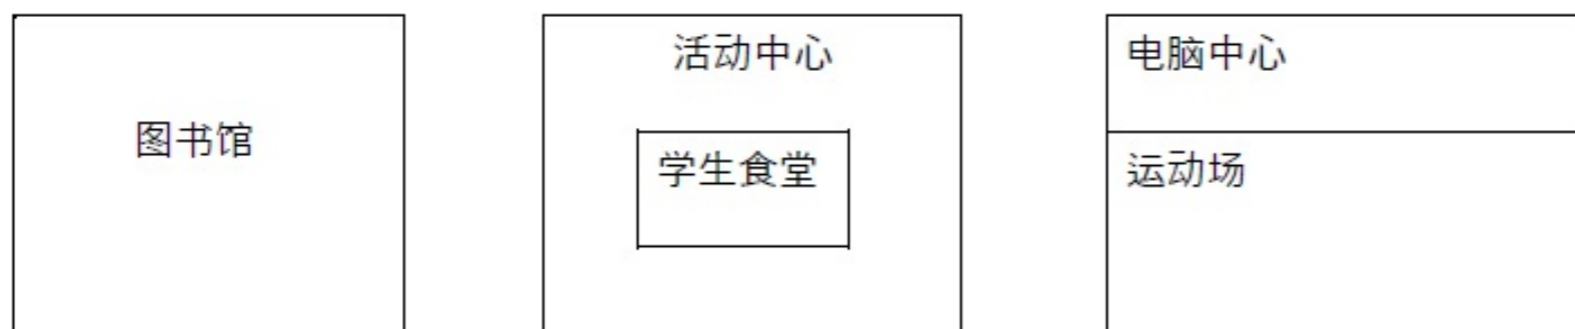 图书馆
活动中心
学生食堂
电脑中心
运动场